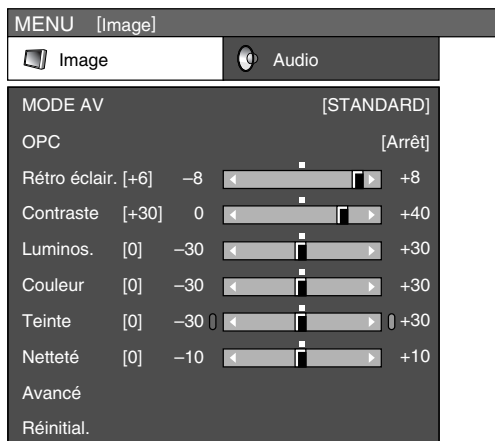 MENU [Image]
Image Audio
MODE AV [STANDARD]
OPC [Arrêt]
Rétro éclair. [+6] –8 +8
Contraste [+30] 0 +40
Luminos. [0] –30 +30
Couleur [0] –30 +30
Teinte [0] –30 +30
Netteté [0] –10 +10
Avancé
Réinitial.